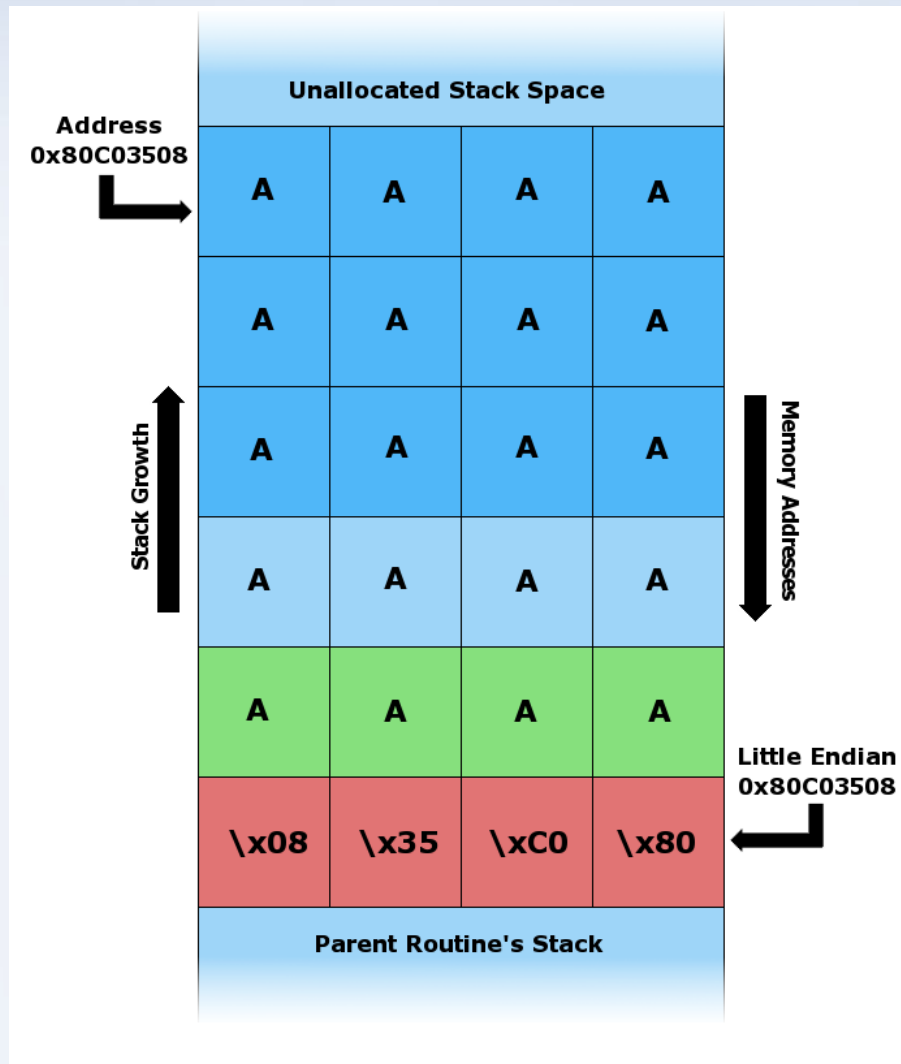 Unallocated Stack Space
Address
0x80C03508
A A A A
A A A A
Stack Growth
A A A A
Memory Addresses
A A A A
A A A A
Little Endian
0x80C03508
\x08 \x35 \xC0 \x80
Parent Routine's Stack